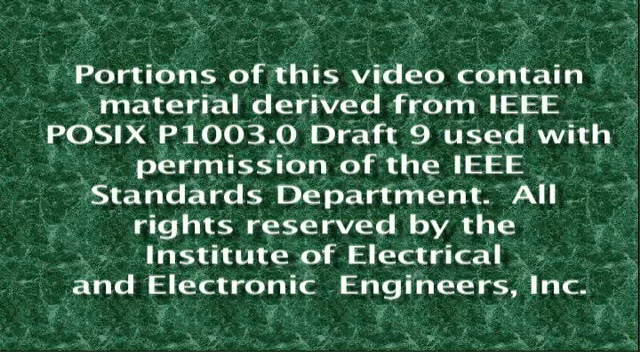 Portions of this video contain
material derived from IEEE
POSIX P1003.0 Draft 9 used with
permission of the IEEE
Standards Department.  All
rights reserved by the
Institute of Electrical
and Electronic  Engineers, Inc.